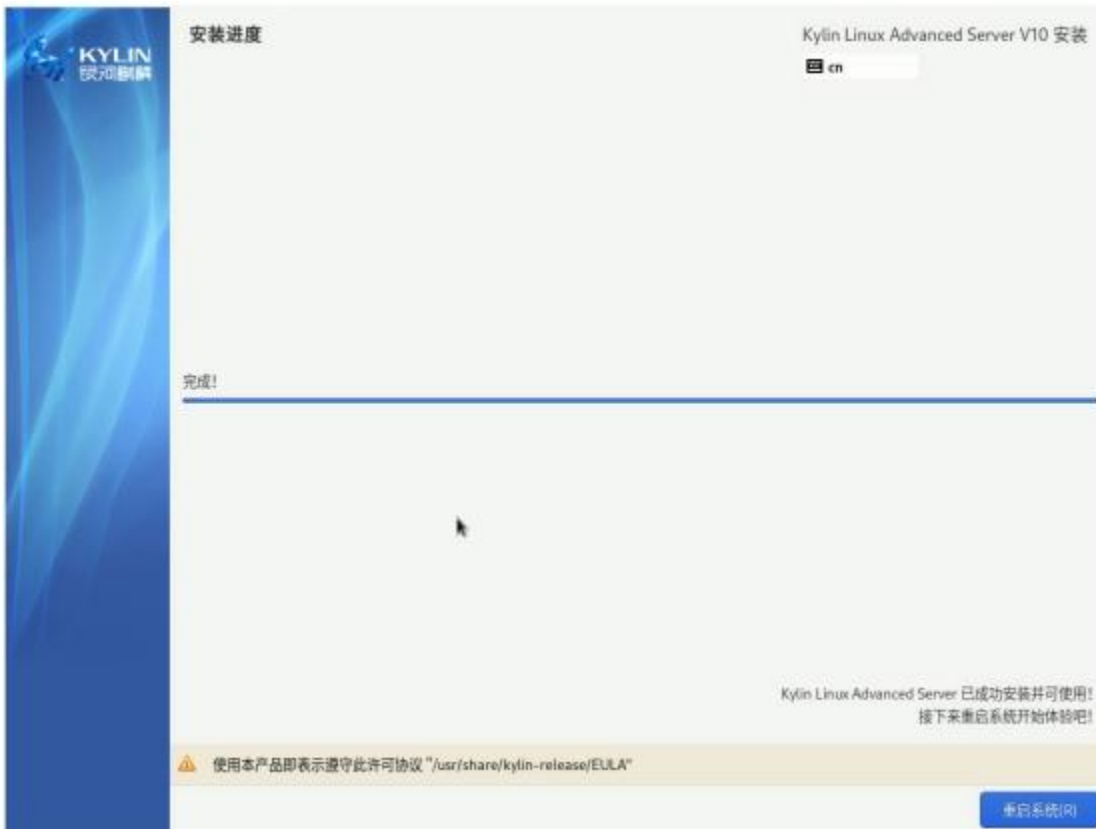 KYLIN
银河麒麟
安装进度
Kylin Linux Advanced Server V10 安装
cn
完成!
Kylin Linux Advanced Server 已成功安装并可使用!
接下来重启系统开始体验吧!
使用本产品即表示遵守此许可协议 "/usr/share/kylin-release/EULA"
重启系统(R)